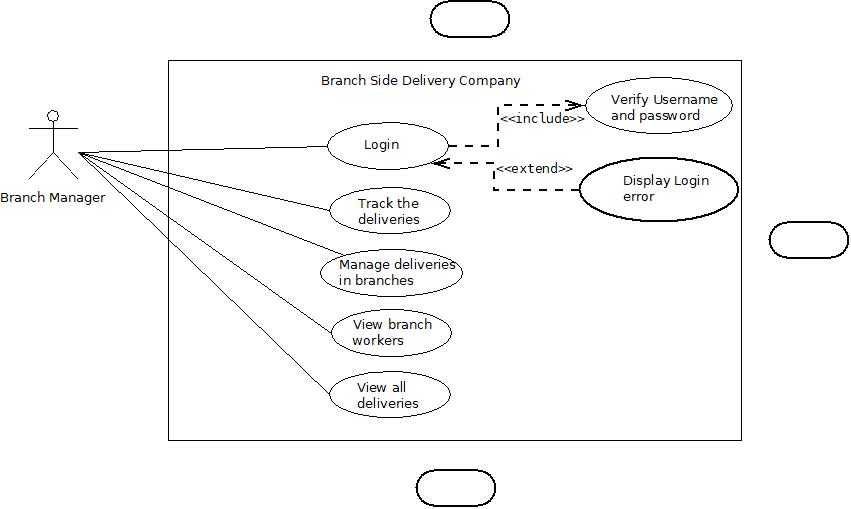 Branch Side Delivery Company
Verify Username
and password
<<include>>
Login
<<extend>>
Display Login
error
Branch Manager
Track the
deliveries
Manage deliveries
in branches
View branch
workers
View all
deliveries